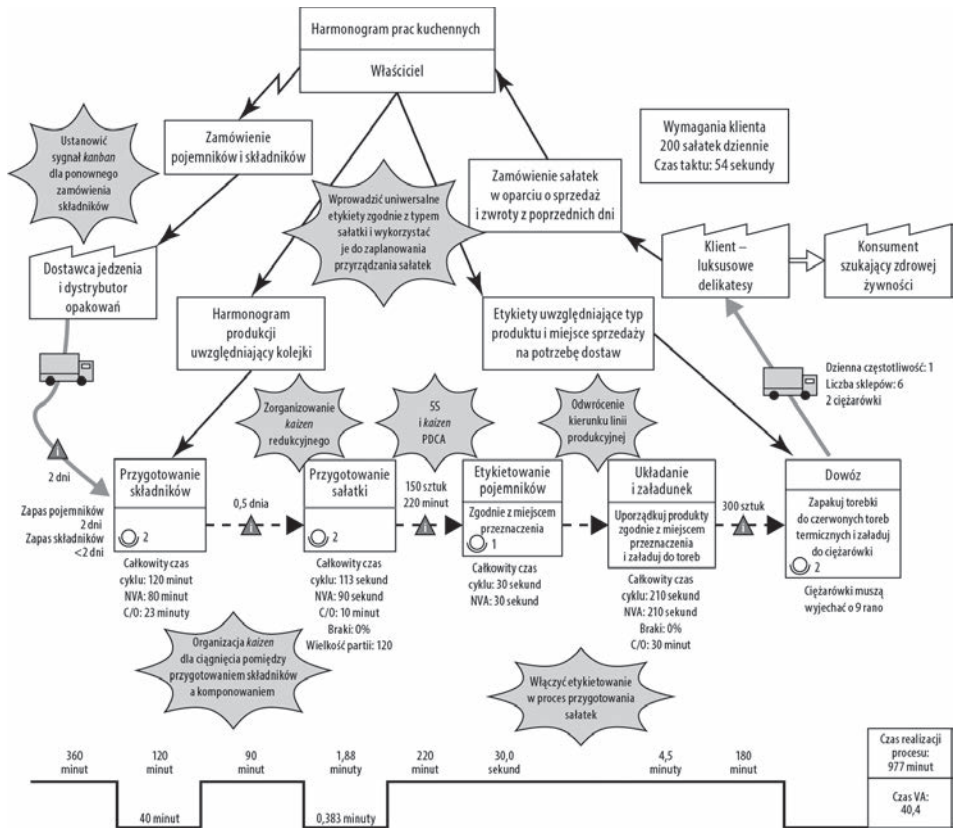 Harmonogram prac kuchennych
Właściciel
Ustanowić
sygnał kanban
dla ponownego
zamówienia
składników
Zamówienie
pojemników i składników
Wprowadzić uniwersalne
etykiety zgodnie z typem
sałatki i wykorzystać
je do zaplanowania
przyrządzania sałatek
Zamówienie sałatek
w oparciu o sprzedaż
i zwroty z poprzednich dni
Wymagania klienta
200 sałatek dziennie
Czas taktu: 54 sekundy
Dostawca jedzenia
i dystrybutor
opakowań
Klient –
luksusowe
delikatesy
Konsument
szukający zdrowej
żywności
Harmonogram
produkcji
uwzględniający kolejki
Etykiety uwzględniające typ
produktu i miejsce sprzedaży
na potrzebę dostaw
Dzienna częstotliwość: 1
Liczba sklepów: 6
2 ciężarówki
Zorganizowanie
kaizen
redukcyjnego
5S
i kaizen
PDCA
Odwrócenie
kierunku linii
produkcyjnej
2 dni
Zapas pojemników
2 dni
Zapas składników
<2 dni
Przygotowanie
składników
2
Całkowity czas
cyklu: 120 minut
NVA: 80 minut
C/O: 23 minuty
0,5 dnia
Przygotowanie
sałatki
2
Całkowity czas
cyklu: 113 sekund
NVA: 90 sekund
C/O: 10 minut
Braki: 0%
Wielkość partii: 120
150 sztuk
220 minut
Etykietowanie
pojemników
Zgodnie z miejscem
przeznaczenia
1
Całkowity czas
cyklu: 30 sekund
NVA: 30 sekund
Układanie
i załadunek
Uporządkuj produkty
zgodnie z miejscem
przeznaczenia
i załaduj do toreb
Całkowity czas
cyklu: 210 sekund
NVA: 210 sekund
Braki: 0%
C/O: 30 minut
300 sztuk
Dowóz
Zapakuj torebki
do czerwonych toreb
termicznych i załaduj
do ciężarówki
2
Ciężarówki muszą
wyjechać o 9 rano
Organizacja kaizen
dla ciągnięcia pomiędzy
przygotowaniem składników
a komponowaniem
Włączyć etykietowanie
w proces przygotowania
sałatek
360
minut
120
minut
90
minut
1,88
minuty
220
minut
30,0
sekund
4,5
minuty
180
minut
40 minut
0,383 minuty
Czas realizacji
procesu:
977 minut
Czas VA:
40,4